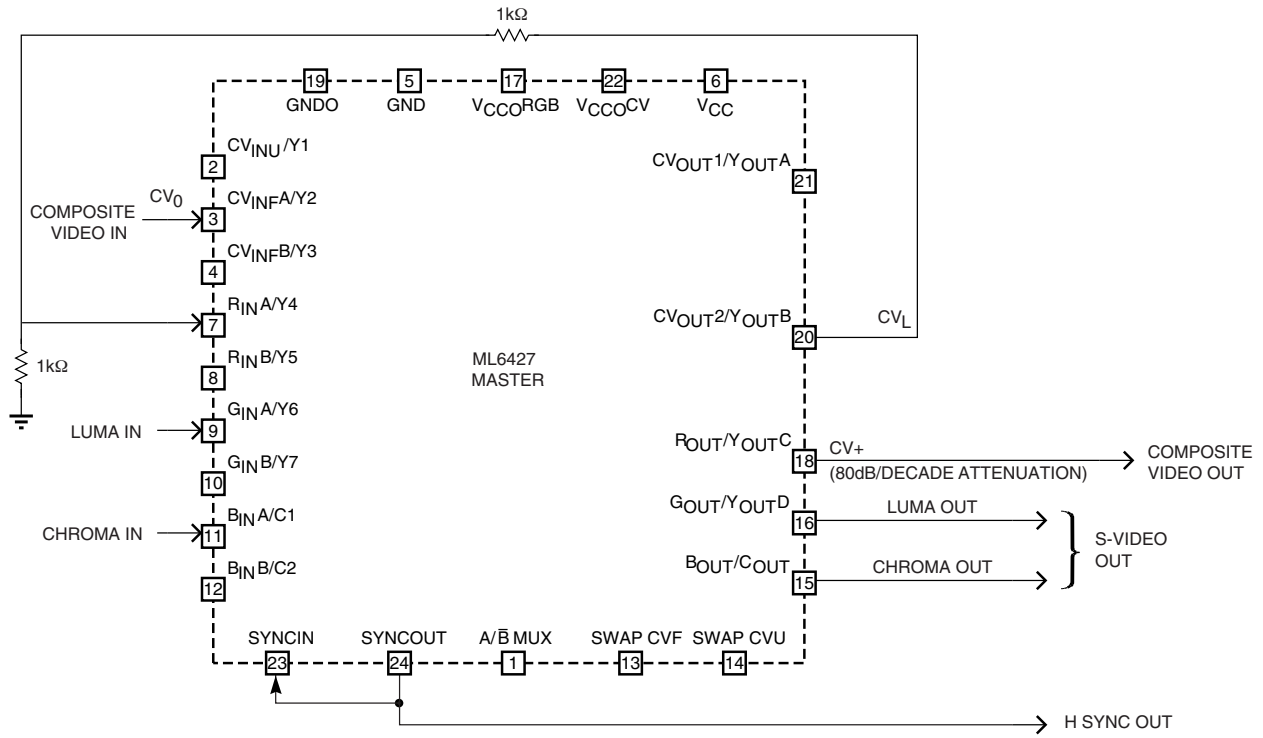 1kΩ
19 5 17 22 6
GNDO GND VCCORGB VCCOCV VCC
2 CVINU/Y1
CVOUT1/YOUTA 21
COMPOSITE VIDEO IN
CV0
3 CVINFA/Y2
4 CVINFB/Y3
7 RINA/Y4
CVOUT2/YOUTB 20 CVL
1kΩ
8 RINB/Y5
ML6427
MASTER
LUMA IN 9 GINA/Y6
10 GINB/Y7
ROUT/YOUTC 18 CV+
(80dB/DECADE ATTENUATION)
COMPOSITE
VIDEO OUT
GOUT/YOUTD 16 LUMA OUT
CHROMA IN 11 BINA/C1
S-VIDEO
OUT
BOUT/COUT 15 CHROMA OUT
12 BINB/C2
SYNCIN SYNCOUT A/B̅ MUX SWAP CVF SWAP CVU
23 24 1 13 14
H SYNC OUT